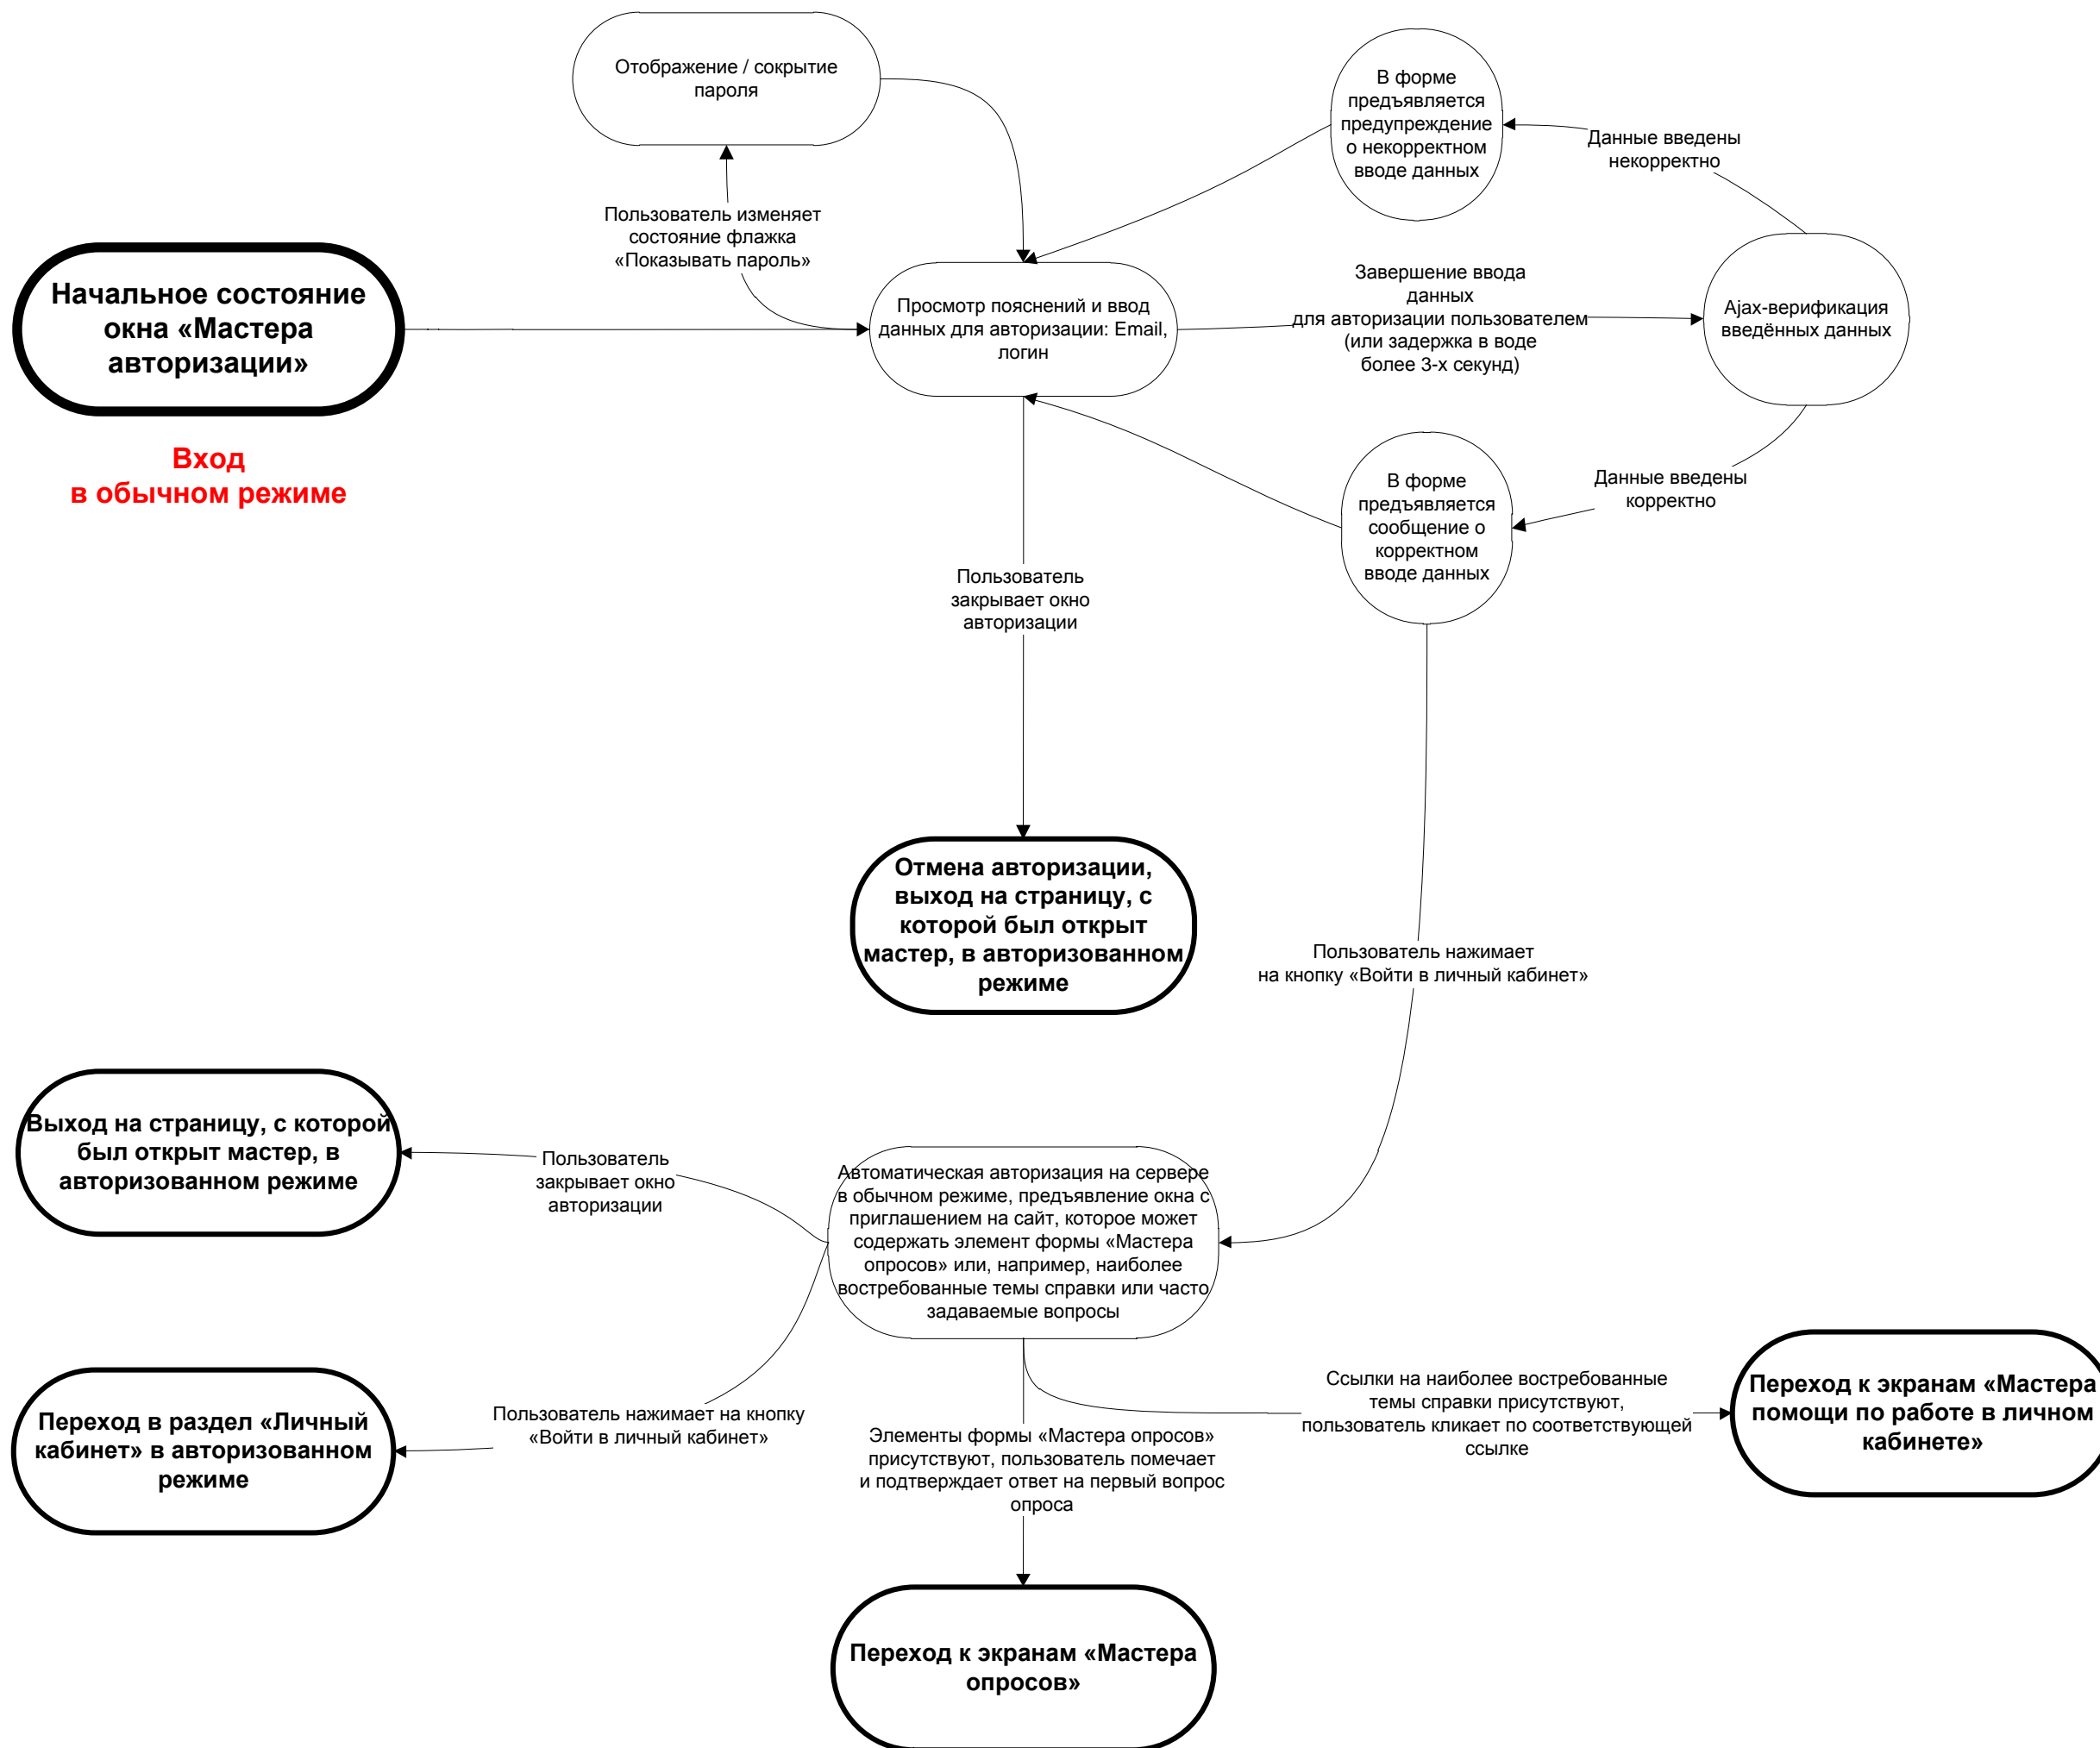 Отображение / сокрытие
пароля
В форме
предъявляется
предупреждение
о некорректном
вводе данных
Данные введены
некорректно
Пользователь изменяет
состояние флажка
«Показывать пароль»
Начальное состояние
окна «Мастера
авторизации»
Вход
в обычном режиме
Просмотр пояснений и ввод
данных для авторизации: Email,
логин
Завершение ввода
данных
для авторизации пользователем
(или задержка в воде
более 3-х секунд)
Ajax-верификация
введённых данных
Данные введены
корректно
В форме
предъявляется
сообщение о
корректном
вводе данных
Пользователь
закрывает окно
авторизации
Отмена авторизации,
выход на страницу, с
которой был открыт
мастер, в авторизованном
режиме
Пользователь нажимает
на кнопку «Войти в личный кабинет»
Выход на страницу, с которой
был открыт мастер, в
авторизованном режиме
Пользователь
закрывает окно
авторизации
Автоматическая авторизация на сервере
в обычном режиме, предъявление окна с
приглашением на сайт, которое может
содержать элемент формы «Мастера
опросов» или, например, наиболее
востребованные темы справки или часто
задаваемые вопросы
Переход в раздел «Личный
кабинет» в авторизованном
режиме
Пользователь нажимает на кнопку
«Войти в личный кабинет»
Элементы формы «Мастера опросов»
присутствуют, пользователь помечает
и подтверждает ответ на первый вопрос
опроса
Ссылки на наиболее востребованные
темы справки присутствуют,
пользователь кликает по соответствующей
ссылке
Переход к экранам «Мастера
помощи по работе в личном
кабинете»
Переход к экранам «Мастера
опросов»